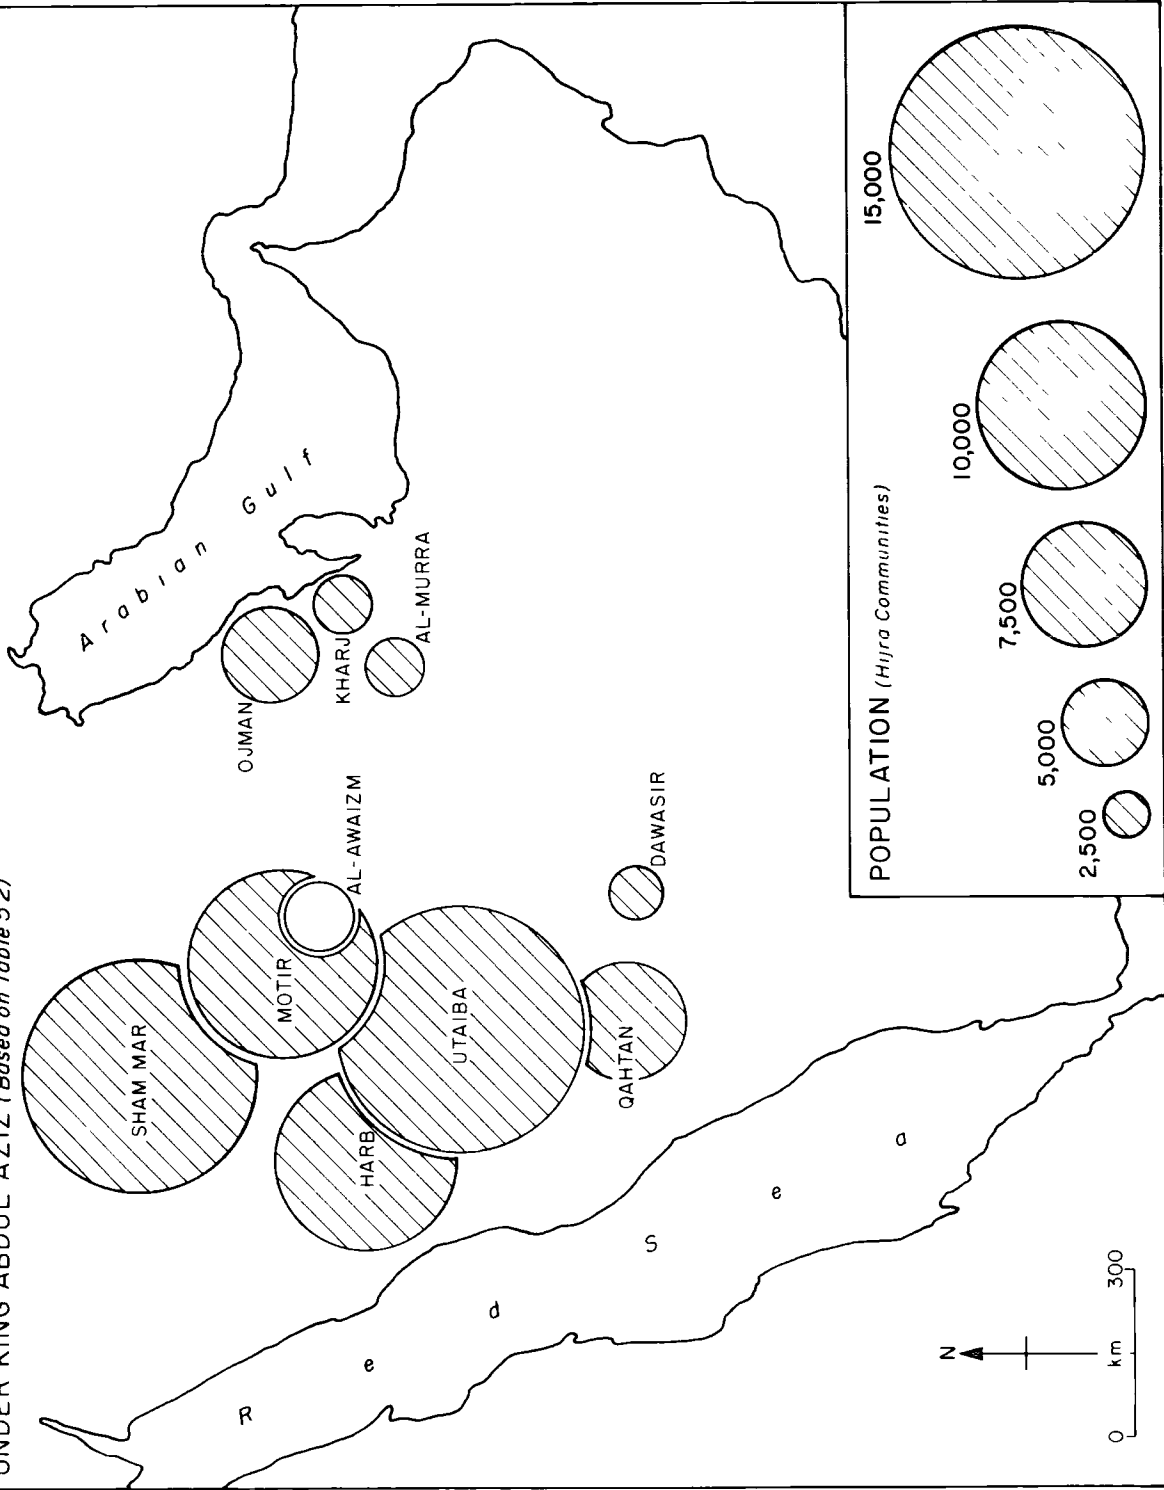 UNDER KING ABDUL AZIZ (Based on Table 5 2)
Arabian Gulf
SHAM MAR
MOTIR
AL-AWAIZM
HARB
UTAIBA
QAHTAN
DAWASIR
OJMAN
KHARJ
AL-MURRA
Red Sea
N
0 km 300
POPULATION (Hijra Communities)
2,500
5,000
7,500
10,000
15,000